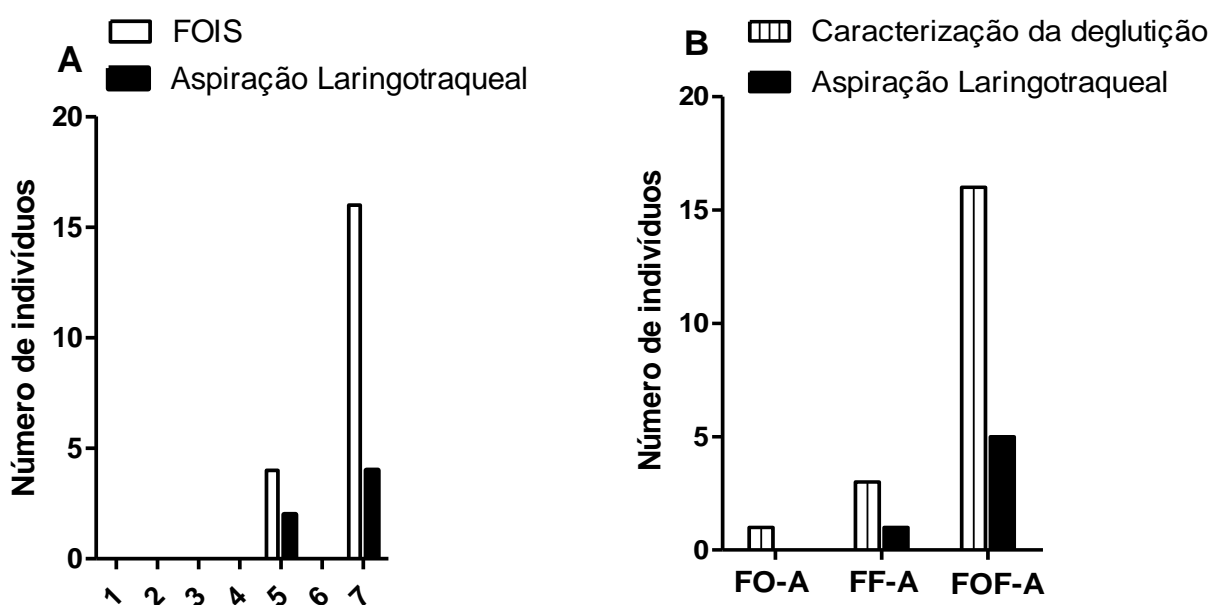 A
FOIS
Aspiração Laringotraqueal
Número de indivíduos
20
15
10
5
0
1 2 3 4 5 6 7
B
Caracterização da deglutição
Aspiração Laringotraqueal
Número de indivíduos
20
15
10
5
0
FO-A FF-A FOF-A